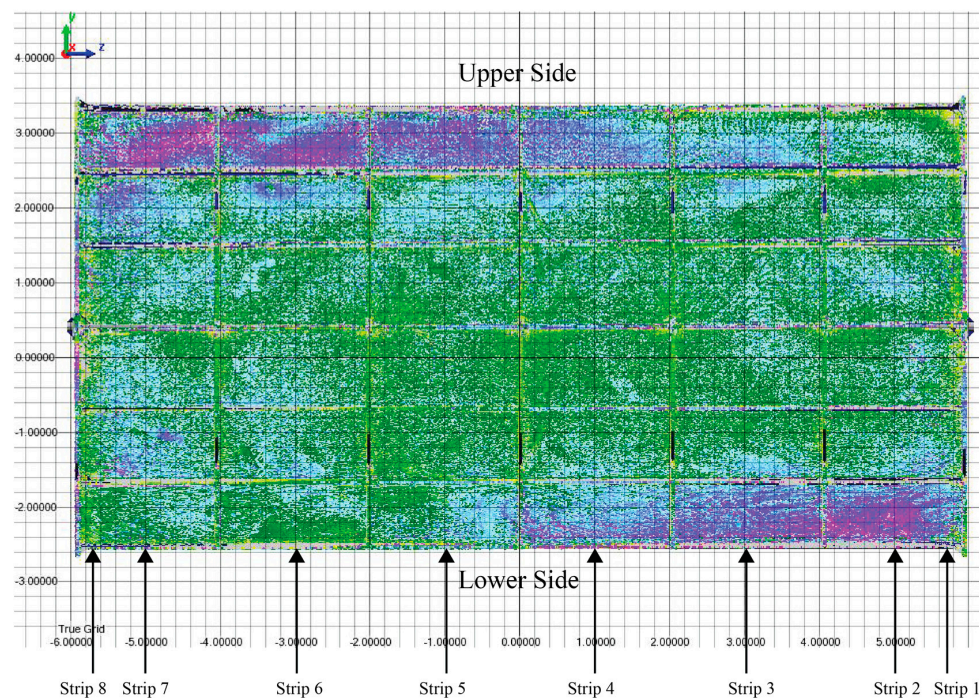 y
x z
4.00000
Upper Side
3.00000
2.00000
1.00000
0.00000
-1.00000
-2.00000
-3.00000
Lower Side
True Grid
-6.00000 -5.00000 -4.00000 -3.00000 -2.00000 -1.00000 0.00000 1.00000 2.00000 3.00000 4.00000 5.00000
Strip 8 Strip 7 Strip 6 Strip 5 Strip 4 Strip 3 Strip 2 Strip 1